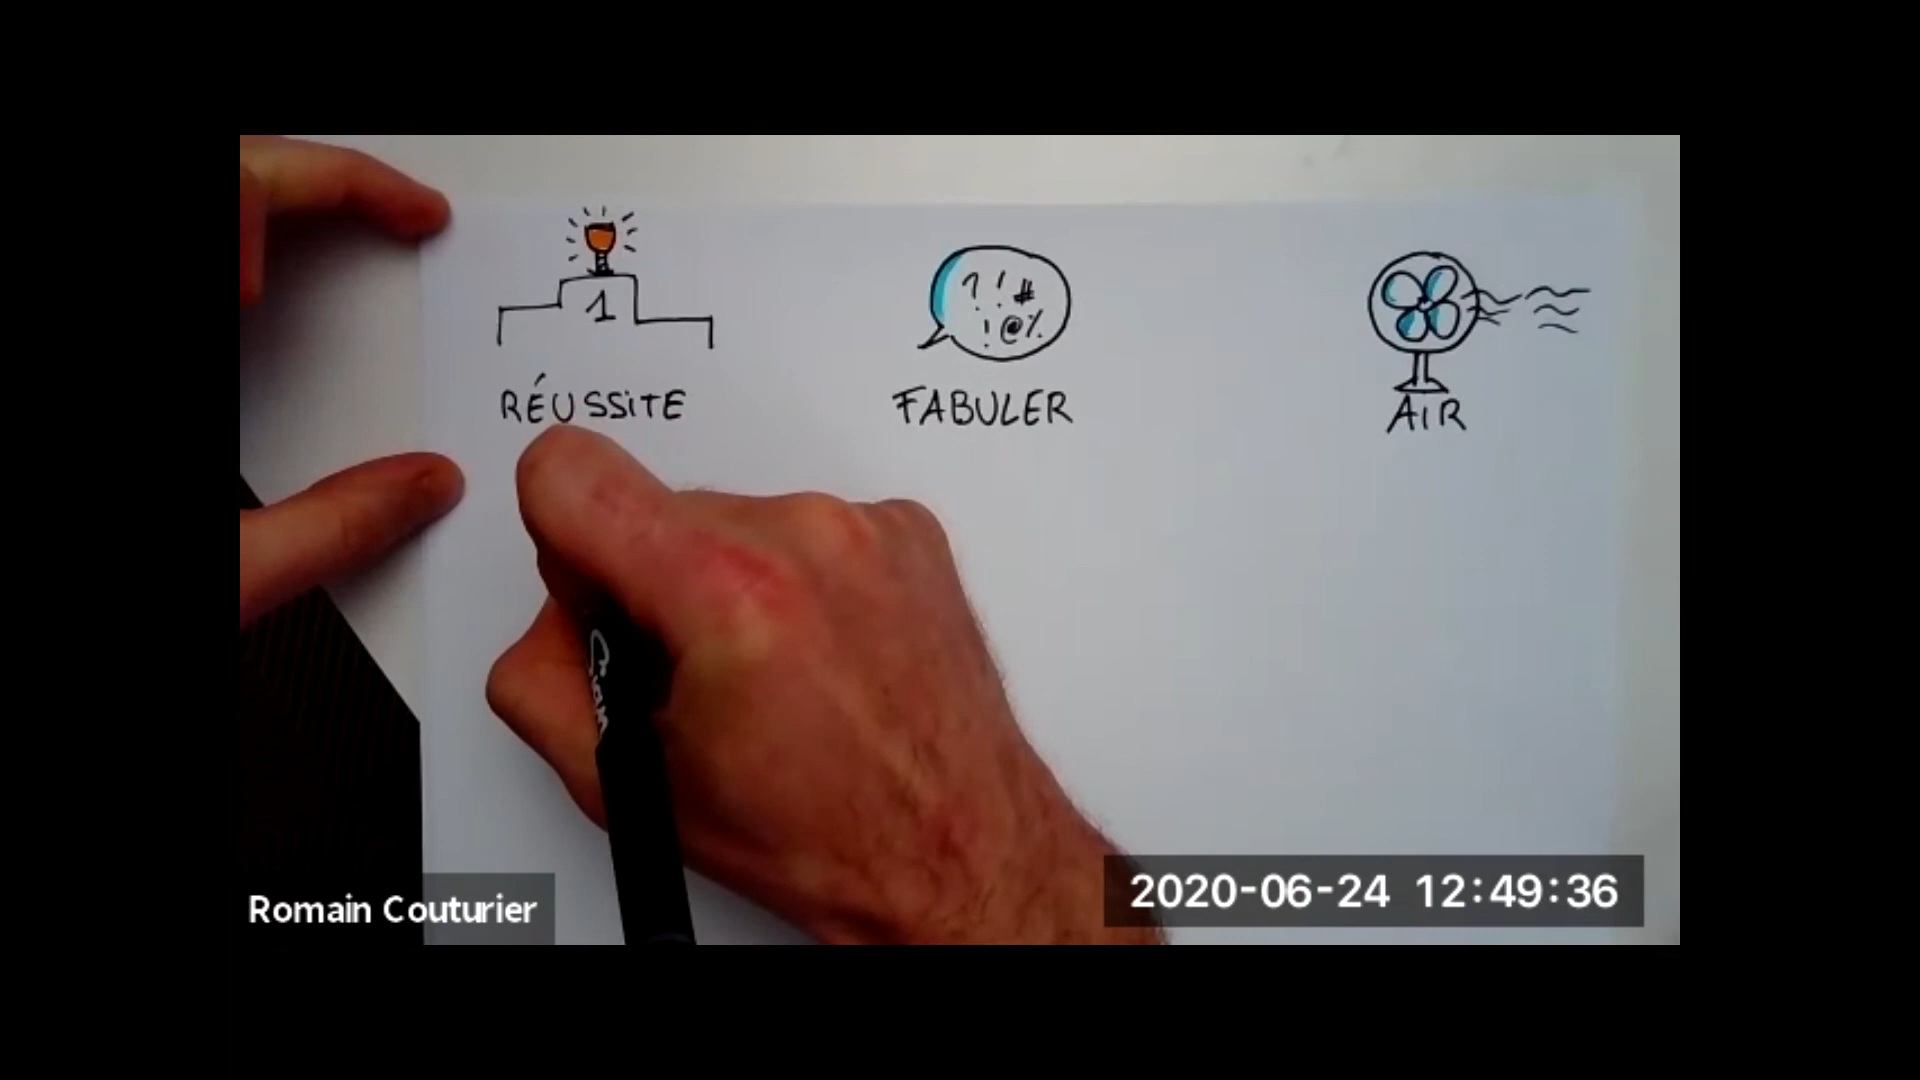 1
?!#
!@%
RÉUSSITE
FABULER
AIR
Romain Couturier
2020-06-24 12:49:36